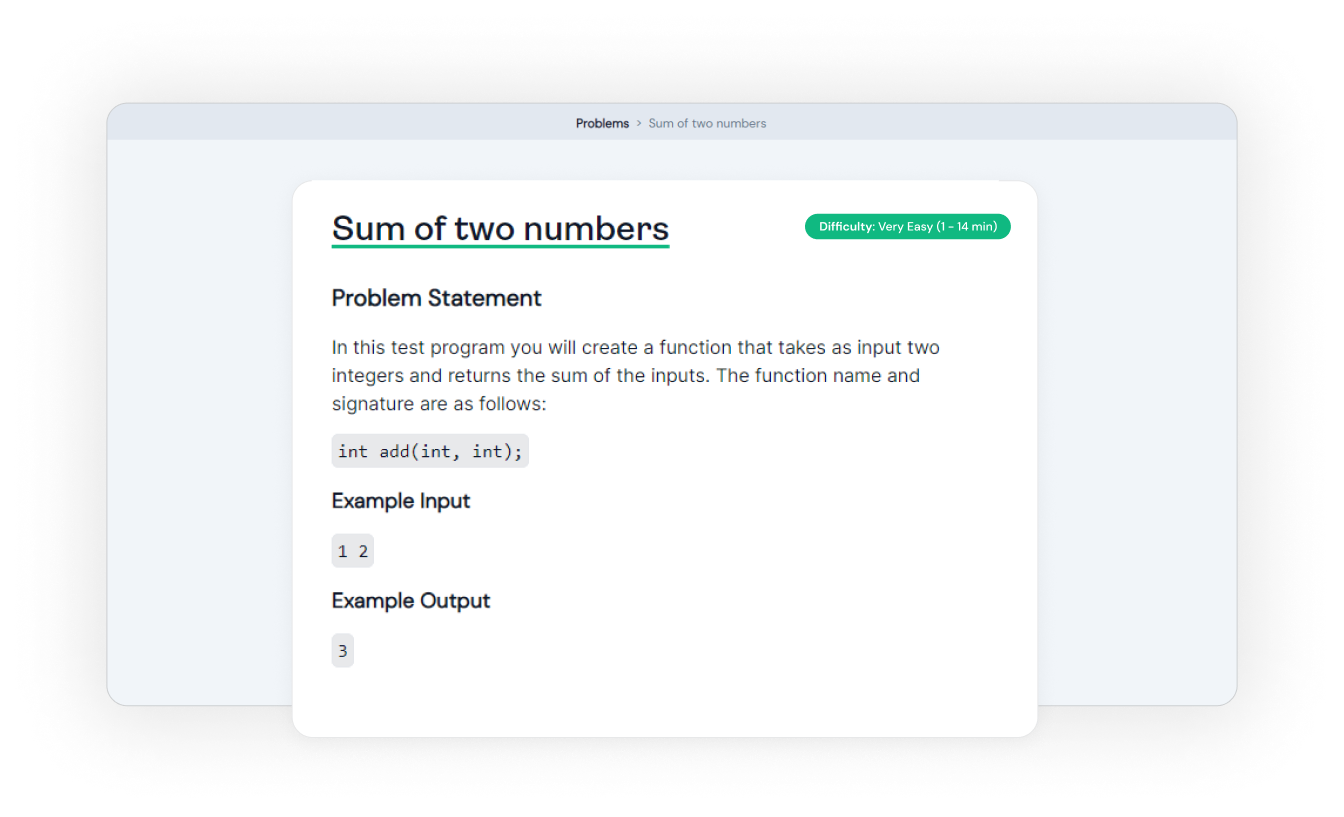 Problems > Sum of two numbers
Sum of two numbers
Difficulty: Very Easy (1 - 14 min)
Problem Statement
In this test program you will create a function that takes as input two
integers and returns the sum of the inputs. The function name and
signature are as follows:
int add(int, int);
Example Input
1 2
Example Output
3